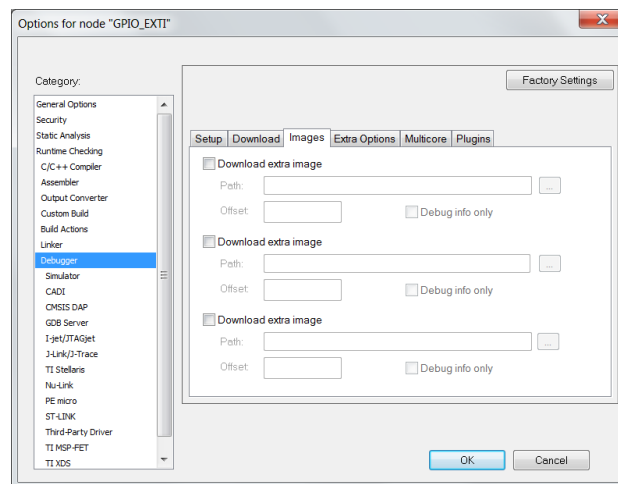 Options for node "GPIO_EXTI"
Category:
Factory Settings
General Options
Security
Static Analysis
Runtime Checking
C/C++ Compiler
Assembler
Output Converter
Custom Build
Build Actions
Linker
Debugger
Simulator
CADI
CMSIS DAP
GDB Server
I-jet/JTAGjet
J-Link/J-Trace
TI Stellaris
Nu-Link
PE micro
ST-LINK
Third-Party Driver
TI MSP-FET
TI XDS
Setup Download Images Extra Options Multicore Plugins
Download extra image
Path: ...
Offset: Debug info only
Download extra image
Path: ...
Offset: Debug info only
Download extra image
Path: ...
Offset: Debug info only
OK Cancel